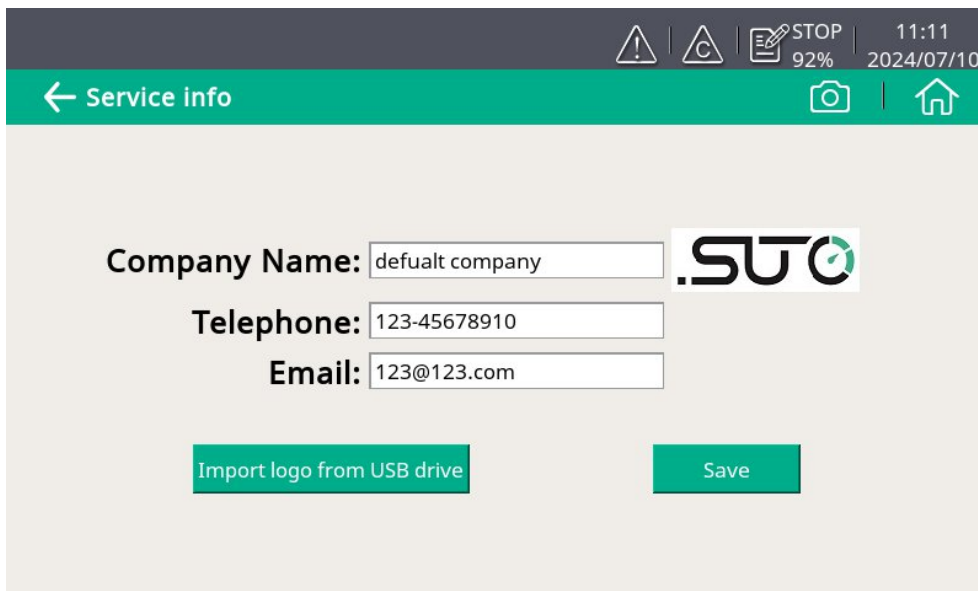 C
STOP
92%
11:11
2024/07/10
Service info
Company Name: defualt company
.SUTO
Telephone: 123-45678910
Email: 123@123.com
Import logo from USB drive
Save